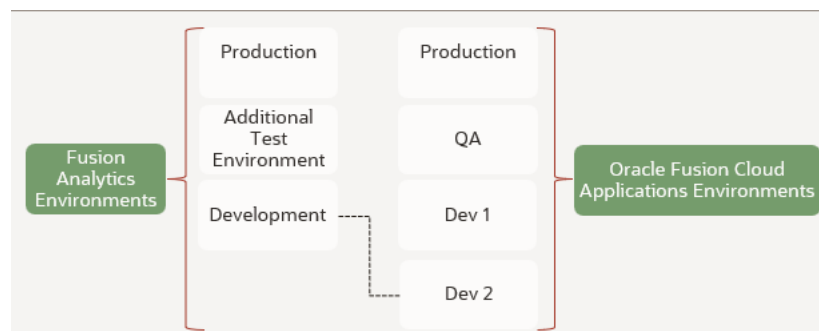 Production
Production
Additional
Test
Environment
QA
Fusion
Analytics
Environments
Oracle Fusion Cloud
Applications Environments
Development
Dev 1
Dev 2